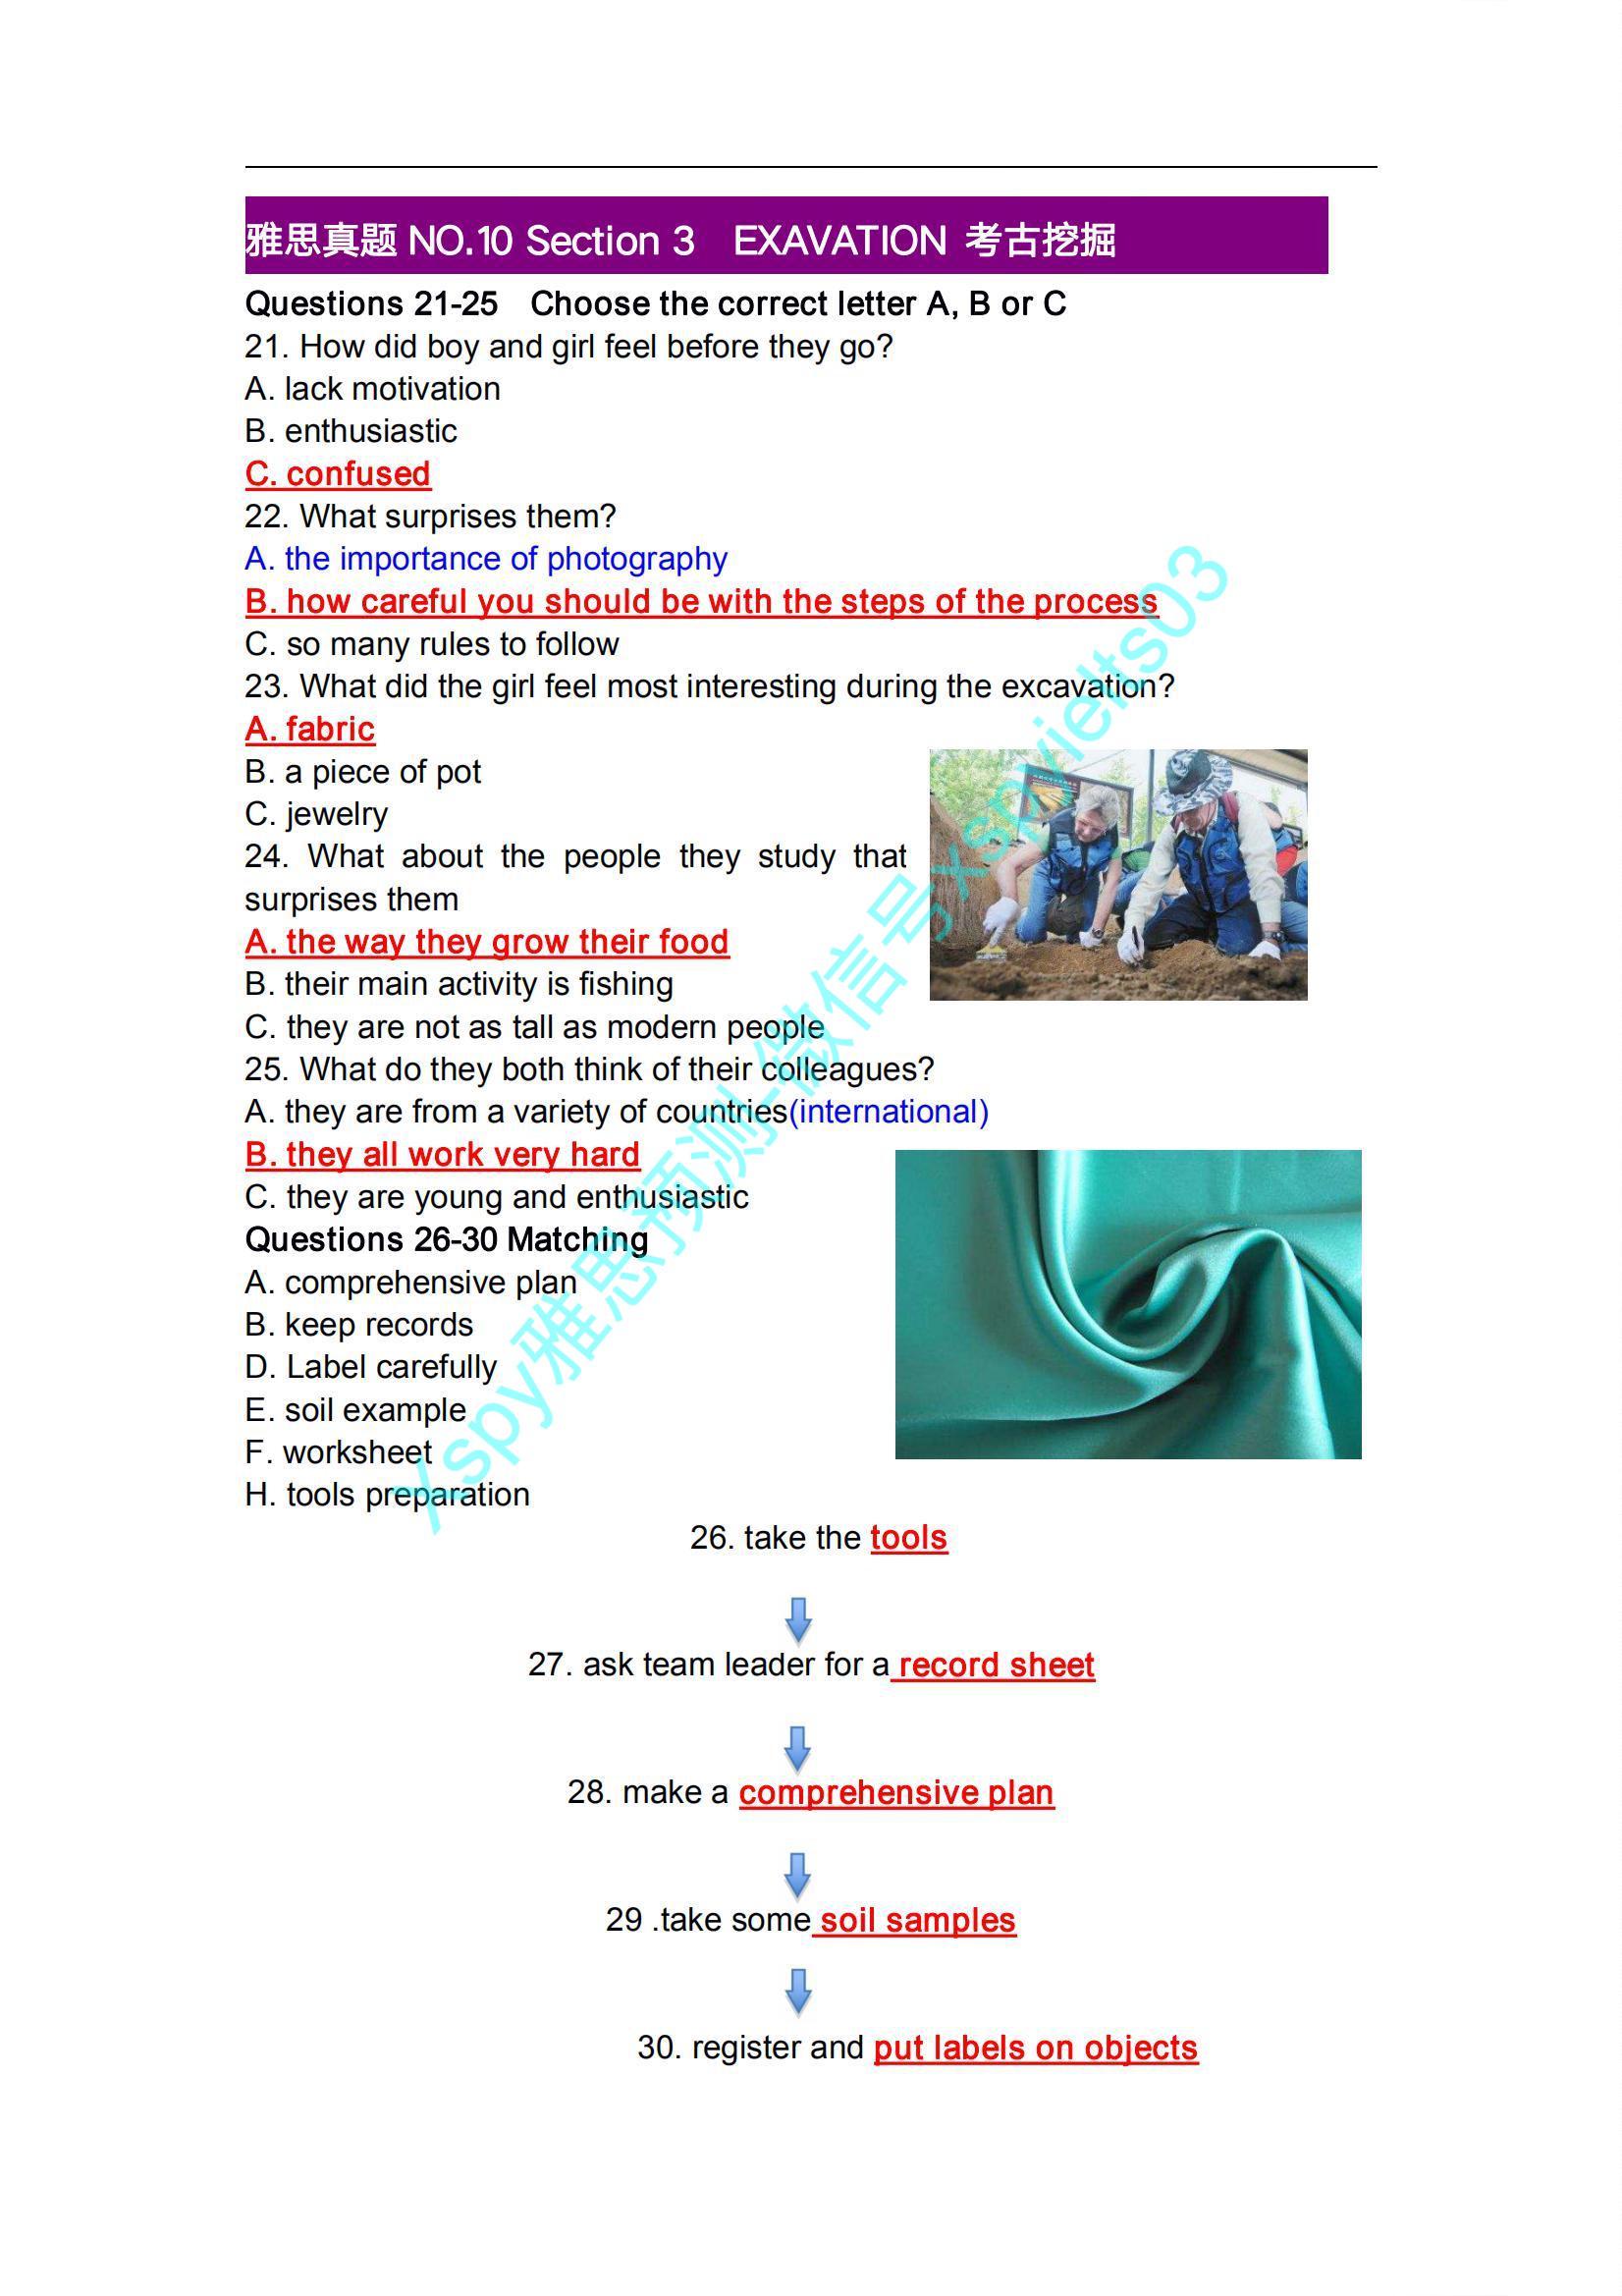 雅思真题 NO.10 Section 3 EXAVATION 考古挖掘
Questions 21-25 Choose the correct letter A, B or C
21. How did boy and girl feel before they go?
A. lack motivation
B. enthusiastic
C. confused
22. What surprises them?
A. the importance of photography
B. how careful you should be with the steps of the process
C. so many rules to follow
23. What did the girl feel most interesting during the excavation?
A. fabric
B. a piece of pot
C. jewelry
24. What about the people they study that
surprises them
A. the way they grow their food
B. their main activity is fishing
C. they are not as tall as modern people
25. What do they both think of their colleagues?
A. they are from a variety of countries(international)
B. they all work very hard
C. they are young and enthusiastic
Questions 26-30 Matching
A. comprehensive plan
B. keep records
D. Label carefully
E. soil example
F. worksheet
H. tools preparation
26. take the tools
27. ask team leader for a record sheet
28. make a comprehensive plan
29 .take some soil samples
30. register and put labels on objects
Xspy雅思预测-微信号xspyielts03